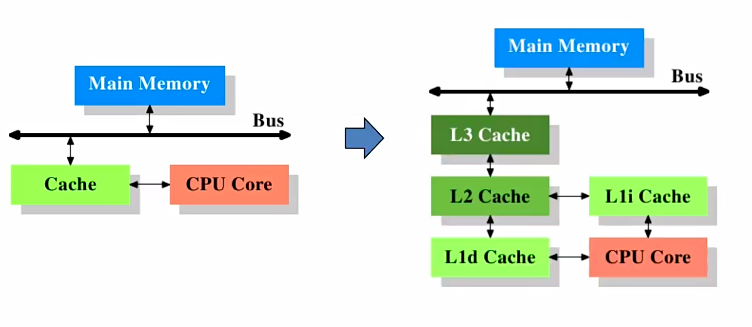 Main Memory
Bus
Cache
CPU Core
Main Memory
Bus
L3 Cache
L2 Cache
L1i Cache
L1d Cache
CPU Core